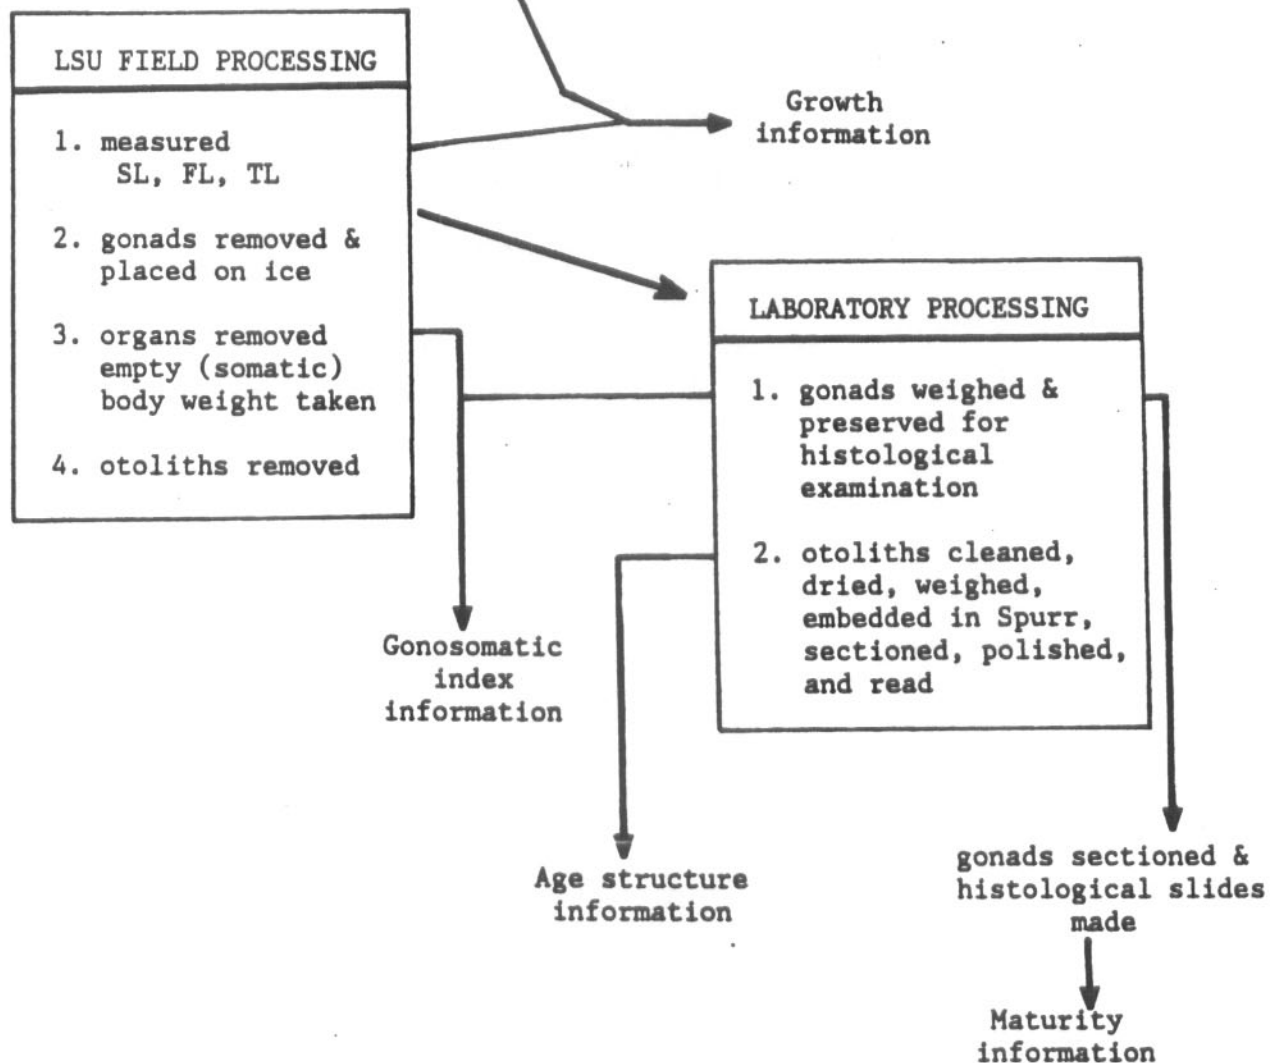 LSU FIELD PROCESSING
1. measured
SL, FL, TL
2. gonads removed &
placed on ice
3. organs removed
empty (somatic)
body weight taken
4. otoliths removed
Growth
information
LABORATORY PROCESSING
1. gonads weighed &
preserved for
histological
examination
2. otoliths cleaned,
dried, weighed,
embedded in Spurr,
sectioned, polished,
and read
Gonosomatic
index
information
Age structure
information
gonads sectioned &
histological slides
made
Maturity
information